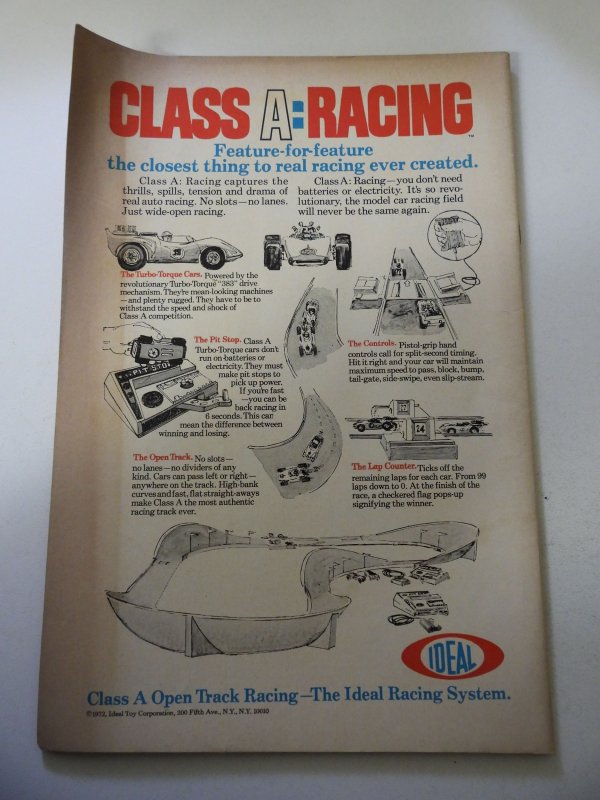 CLASS A:RACING
™
Feature-for-feature
the closest thing to real racing ever created.
Class A: Racing captures the
thrills, spills, tension and drama of
real auto racing. No slots—no lanes.
Just wide-open racing.
Class A: Racing—you don't need
batteries or electricity. It's so revo-
lutionary, the model car racing field
will never be the same again.
The Turbo-Torque Cars. Powered by the
revolutionary Turbo-Torque "383" drive
mechanism. They're mean-looking machines
—and plenty rugged. They have to be to
withstand the speed and shock of
Class A competition.
The Pit Stop. Class A
Turbo-Torque cars don't
run on batteries or
electricity. They must
make pit stops to
pick up power.
If you're fast
—you can be
back racing in
6 seconds. This can
mean the difference between
winning and losing.
PIT STOP
The Controls. Pistol-grip hand
controls call for split-second timing.
Hit it right and your car will maintain
maximum speed to pass, block, bump,
tail-gate, side-swipe, even slip-stream.
24
The Open Track. No slots—
no lanes—no dividers of any
kind. Cars can pass left or right—
anywhere on the track. High-bank
curves and fast, flat straight-aways
make Class A the most authentic
racing track ever.
The Lap Counter. Ticks off the
remaining laps for each car. From 99
laps down to 0. At the finish of the
race, a checkered flag pops-up
signifying the winner.
IDEAL
Class A Open Track Racing—The Ideal Racing System.
©1972, Ideal Toy Corporation, 200 Fifth Ave., N.Y., N.Y. 10010